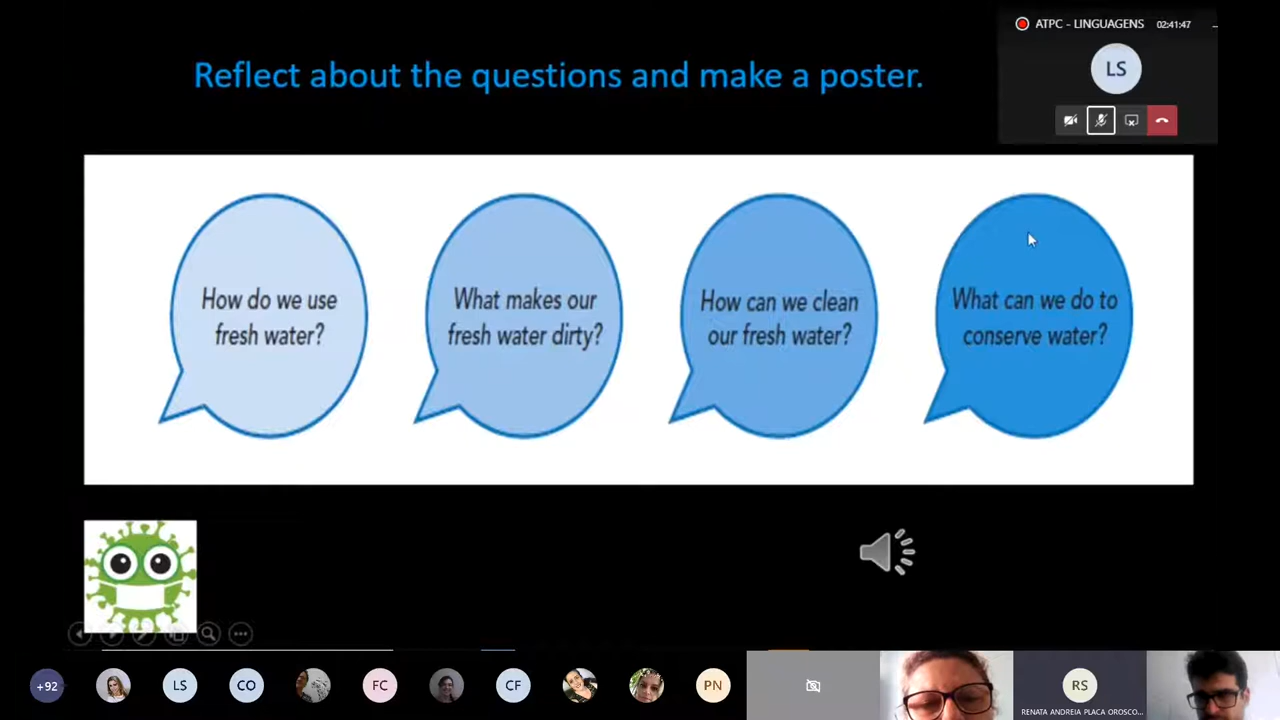 ATPC - LINGUAGENS 02:41:47
LS
Reflect about the questions and make a poster.
How do we use
fresh water?
What makes our
fresh water dirty?
How can we clean
our fresh water?
What can we do to
conserve water?
+92
LS
CO
FC
CF
PN
RS
RENATA ANDREIA PLACA OROSCO...